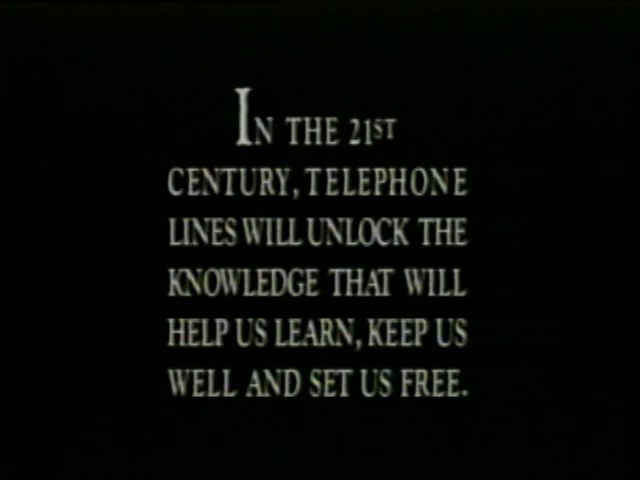 IN THE 21ST
CENTURY, TELEPHONE
LINES WILL UNLOCK THE
KNOWLEDGE THAT WILL
HELP US LEARN, KEEP US
WELL AND SET US FREE.